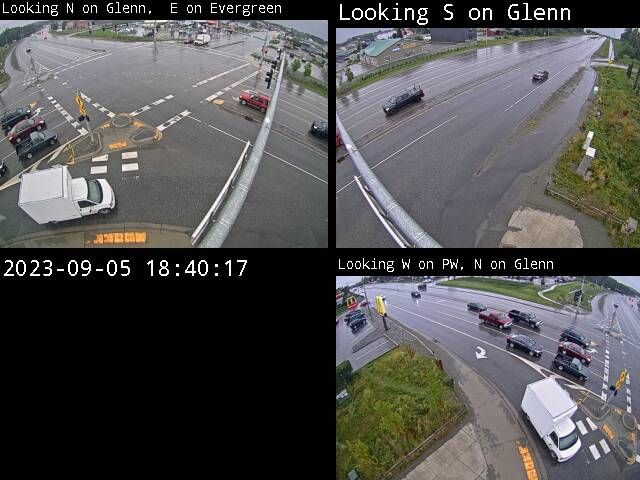 Looking N on Glenn, E on Evergreen
Looking S on Glenn
2023-09-05 18:40:17
Looking W on PW, N on Glenn